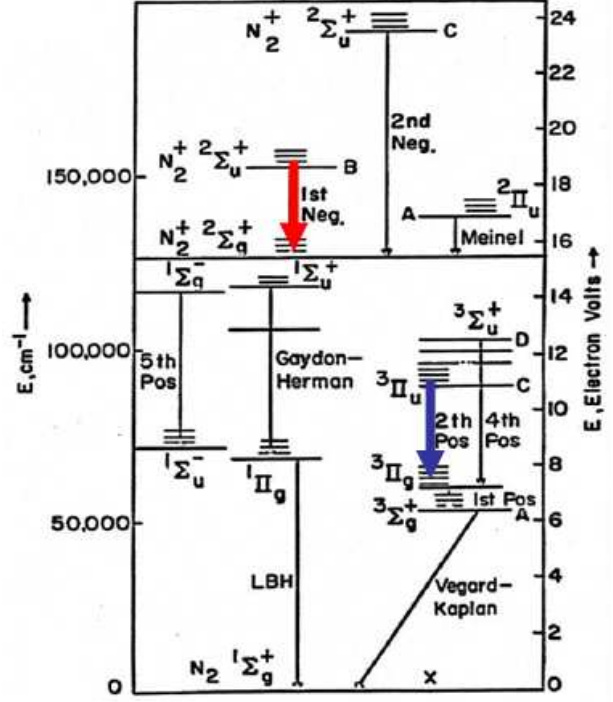 N₂⁺ ²Σᵤ⁺ C
24
22
2nd
Neg.
20
N₂⁺ ²Σᵤ⁺ B
150,000
1st
Neg.
18
²Πᵤ
A
Meinel
N₂⁺ ²Σg⁺
16
¹Σg⁻
¹Σᵤ⁺
14
E, cm⁻¹ →
E, Electron Volts →
³Σᵤ⁺
D
100,000
12
5th
Pos
Gaydon–
Herman
³Πᵤ
C
10
2th
Pos
4th
Pos
8
¹Σᵤ⁻
¹Πg
³Πg
1st Pos
50,000
³Σg⁺
A
6
LBH
Vegard–
Kaplan
4
2
N₂ ¹Σg⁺
X
0
0